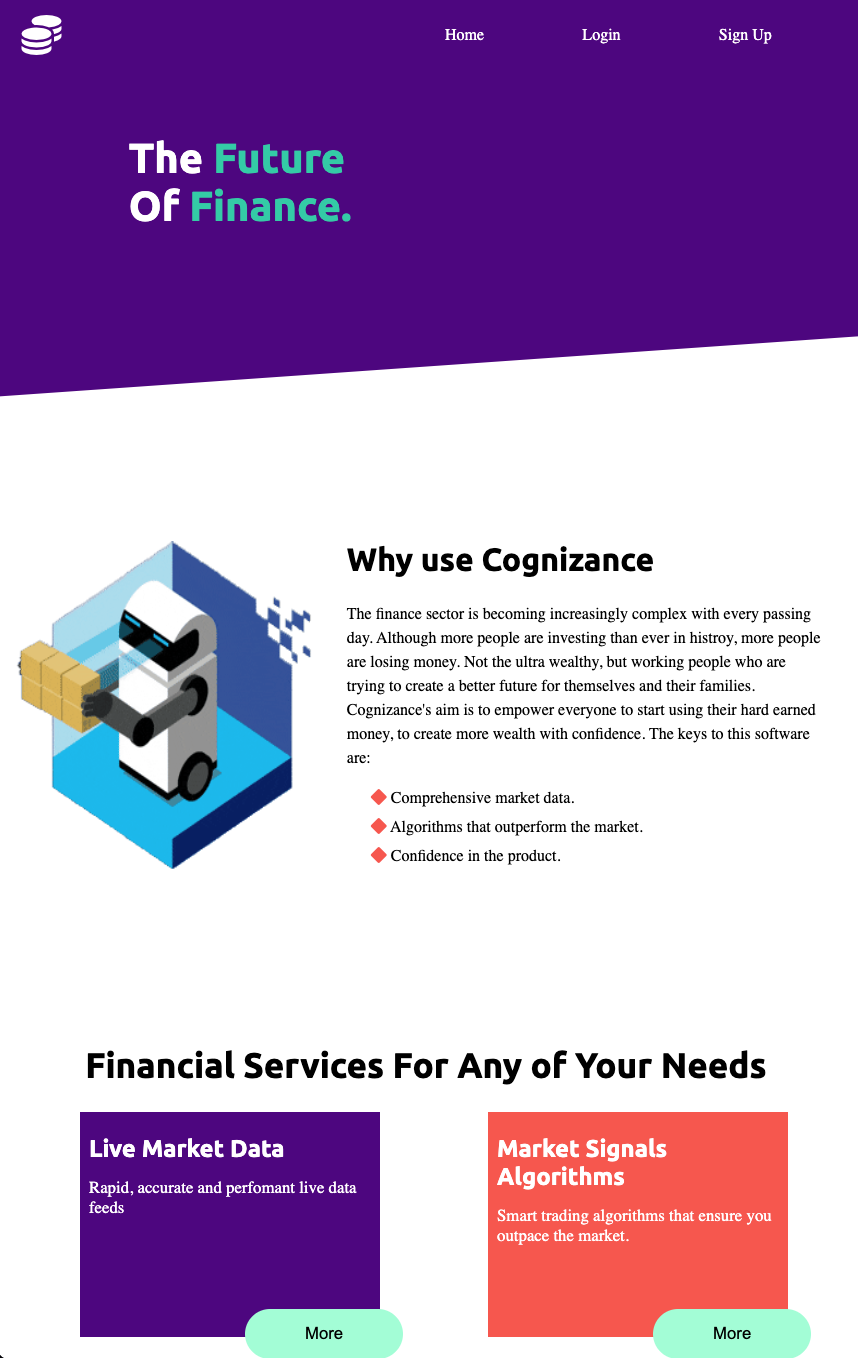 Home Login Sign Up
The Future
Of Finance.
Why use Cognizance
The finance sector is becoming increasingly complex with every passing
day. Although more people are investing than ever in histroy, more people
are losing money. Not the ultra wealthy, but working people who are
trying to create a better future for themselves and their families.
Cognizance's aim is to empower everyone to start using their hard earned
money, to create more wealth with confidence. The keys to this software
are:
Comprehensive market data.
Algorithms that outperform the market.
Confidence in the product.
Financial Services For Any of Your Needs
Live Market Data
Rapid, accurate and perfomant live data
feeds
More
Market Signals
Algorithms
Smart trading algorithms that ensure you
outpace the market.
More